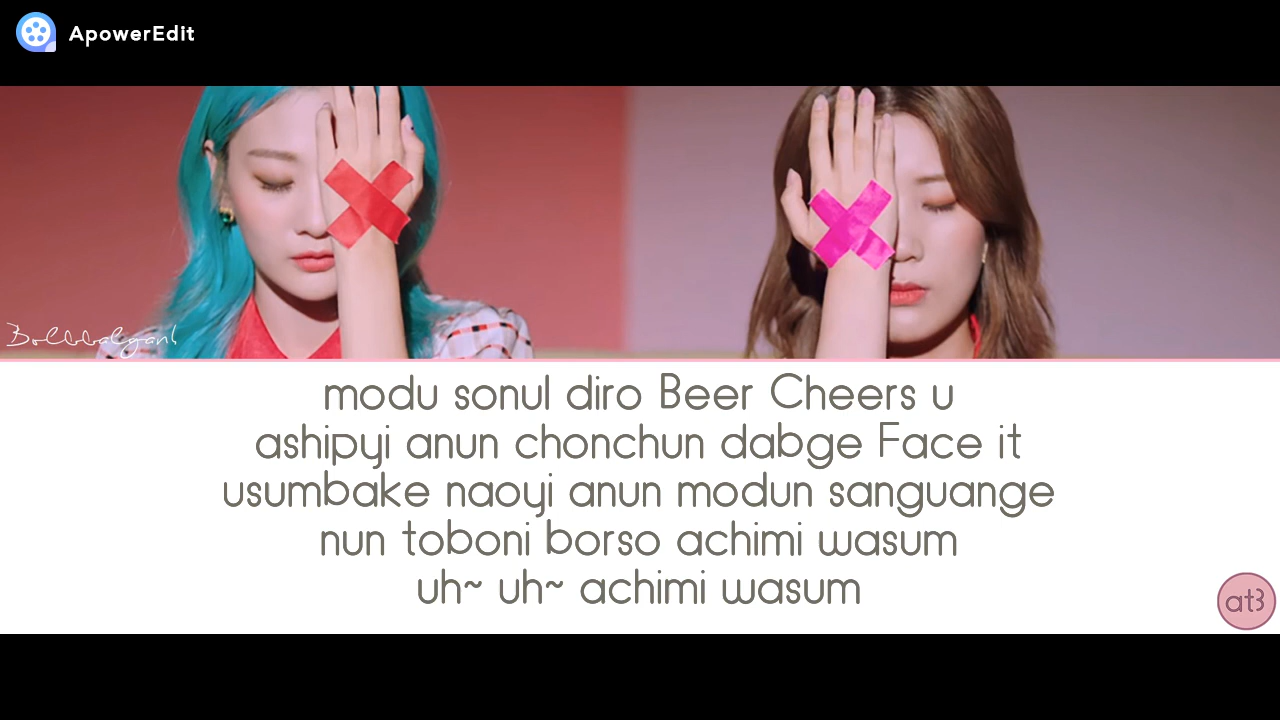 ApowerEdit
Bolbbalgan4
modu sonul diro Beer Cheers u
ashipyi anun chonchun dabge Face it
usumbake naoyi anun modun sanguange
nun toboni borso achimi wasum
uh~ uh~ achimi wasum
at3